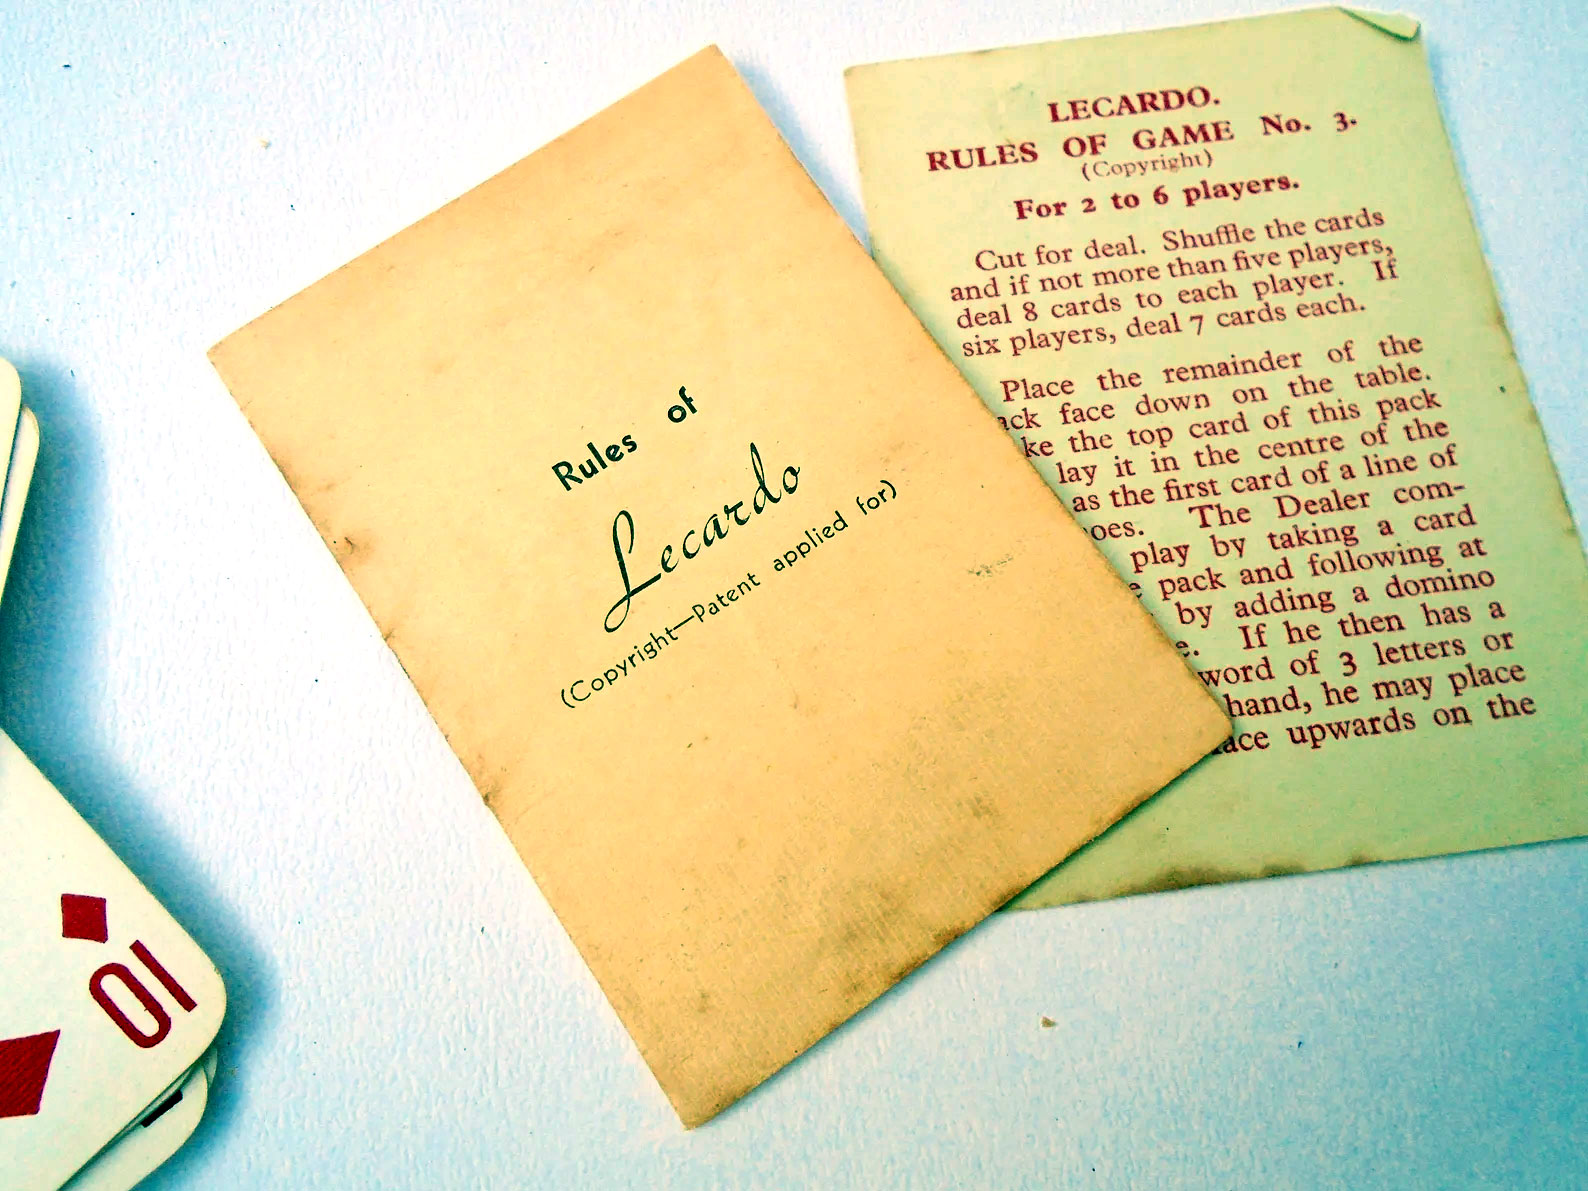 Rules of
Lecardo
(Copyright—Patent applied for)
LECARDO.
RULES OF GAME No. 3.
(Copyright)
For 2 to 6 players.
Cut for deal. Shuffle the cards
and if not more than five players,
deal 8 cards to each player. If
six players, deal 7 cards each.
Place the remainder of the
face down on the table.
the top card of this pack
lay it in the centre of the
as the first card of a line of
The Dealer com-
play by taking a card
pack and following at
by adding a domino
If he then has a
word of 3 letters or
hand, he may place
upwards on the
10